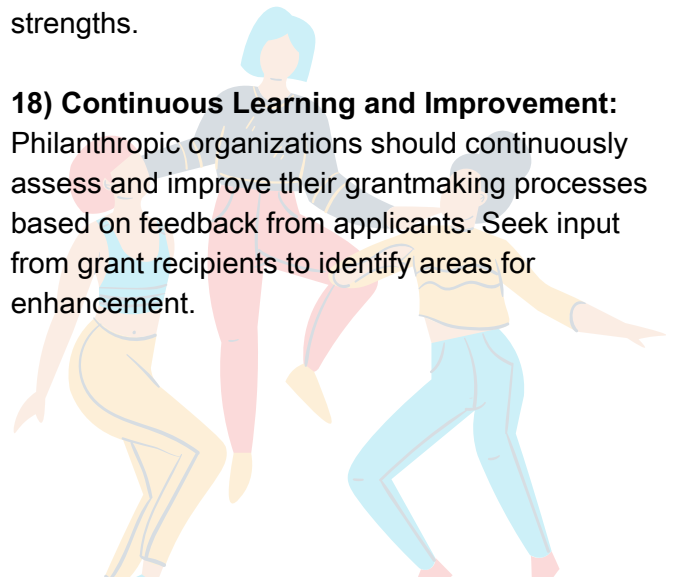 strengths.
18) Continuous Learning and Improvement:
Philanthropic organizations should continuously
assess and improve their grantmaking processes
based on feedback from applicants. Seek input
from grant recipients to identify areas for
enhancement.